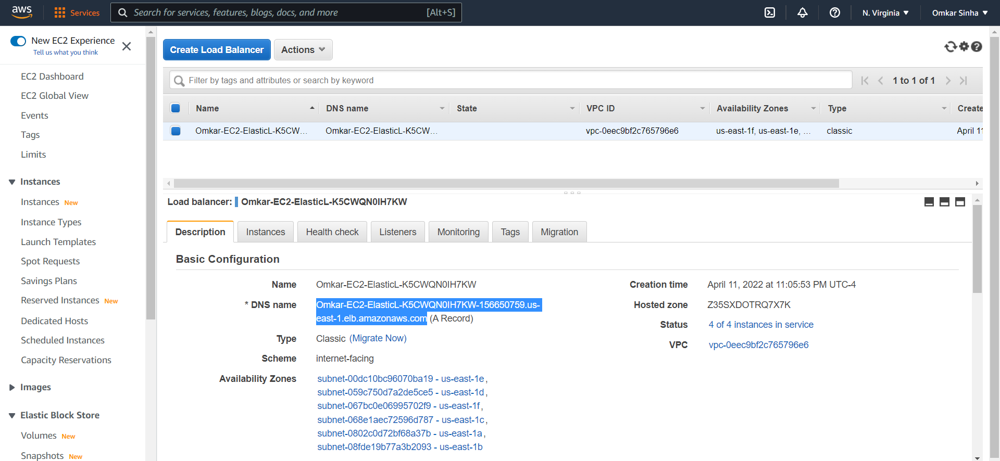 aws
Services
Search for services, features, blogs, docs, and more [Alt+S]
N. Virginia
Omkar Sinha
New EC2 Experience
Tell us what you think
EC2 Dashboard
EC2 Global View
Events
Tags
Limits
Instances
Instances New
Instance Types
Launch Templates
Spot Requests
Savings Plans
Reserved Instances New
Dedicated Hosts
Scheduled Instances
Capacity Reservations
Images
Elastic Block Store
Volumes New
Snapshots New
Create Load Balancer Actions
Filter by tags and attributes or search by keyword
1 to 1 of 1
Name DNS name State VPC ID Availability Zones Type Create
Omkar-EC2-ElasticL-K5CW... Omkar-EC2-ElasticL-K5CW... vpc-0eec9bf2c765796e6 us-east-1f, us-east-1e, ... classic April 11
Load balancer: Omkar-EC2-ElasticL-K5CWQN0IH7KW
Description Instances Health check Listeners Monitoring Tags Migration
Basic Configuration
Name Omkar-EC2-ElasticL-K5CWQN0IH7KW
* DNS name Omkar-EC2-ElasticL-K5CWQN0IH7KW-156650759.us-
east-1.elb.amazonaws.com (A Record)
Type Classic (Migrate Now)
Scheme internet-facing
Availability Zones subnet-00dc10bc96070ba19 - us-east-1e,
subnet-059c750d7a2de5ce5 - us-east-1d,
subnet-067bc0e06995702f9 - us-east-1f,
subnet-068e1aec72596d787 - us-east-1c,
subnet-0802c0d72bf68a37b - us-east-1a,
subnet-08fde19b77a3b2093 - us-east-1b
Creation time April 11, 2022 at 11:05:53 PM UTC-4
Hosted zone Z35SXDOTRQ7X7K
Status 4 of 4 instances in service
VPC vpc-0eec9bf2c765796e6